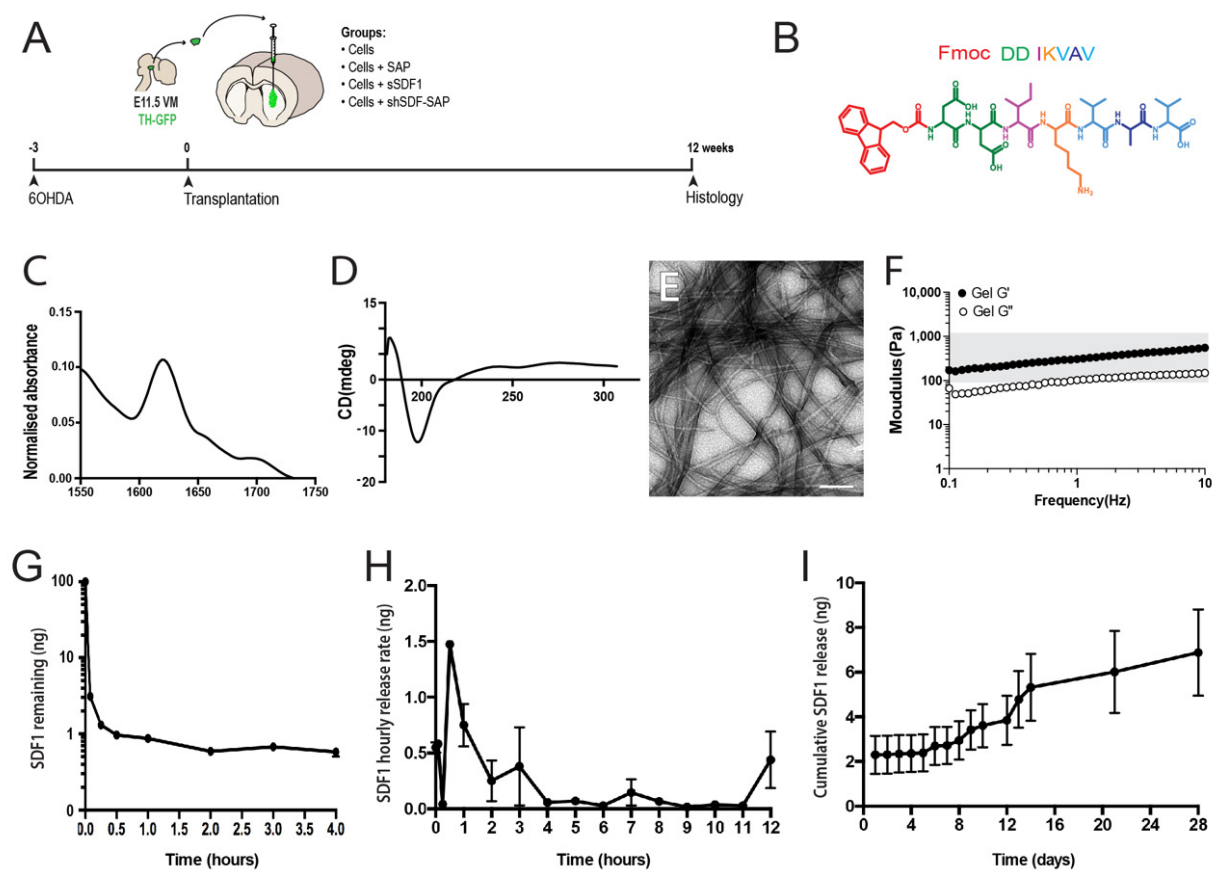 A
E11.5 VM
TH-GFP
Groups:
• Cells
• Cells + SAP
• Cells + sSDF1
• Cells + shSDF-SAP
-3
0
12 weeks
6OHDA
Transplantation
Histology
B
Fmoc DD IKVAV
O
OH
O
O
N
H
O
H
N
O
O
OH
N
H
O
H
N
O
NH₂
N
H
O
H
N
O
N
H
O
OH
C
Normalised absorbance
0.15
0.10
0.05
0.00
1550
1600
1650
1700
1750
D
CD(mdeg)
15
10
0
-10
-20
200
250
300
E
F
Moudulus(Pa)
10,000
1,000
100
10
1
0.1
1
10
Gel G'
Gel G"
Frequency(Hz)
G
SDF1 remaining (ng)
100
10
1
0
0.0
0.5
1.0
2.0
3.0
4.0
Time (hours)
H
SDF1 hourly release rate (ng)
2.0
1.5
1.0
0.5
0.0
0
1
2
3
4
5
6
7
8
9
10
11
12
Time (hours)
I
Cumulative SDF1 release (ng)
10
8
6
4
2
0
0
4
8
12
16
20
24
28
Time (days)